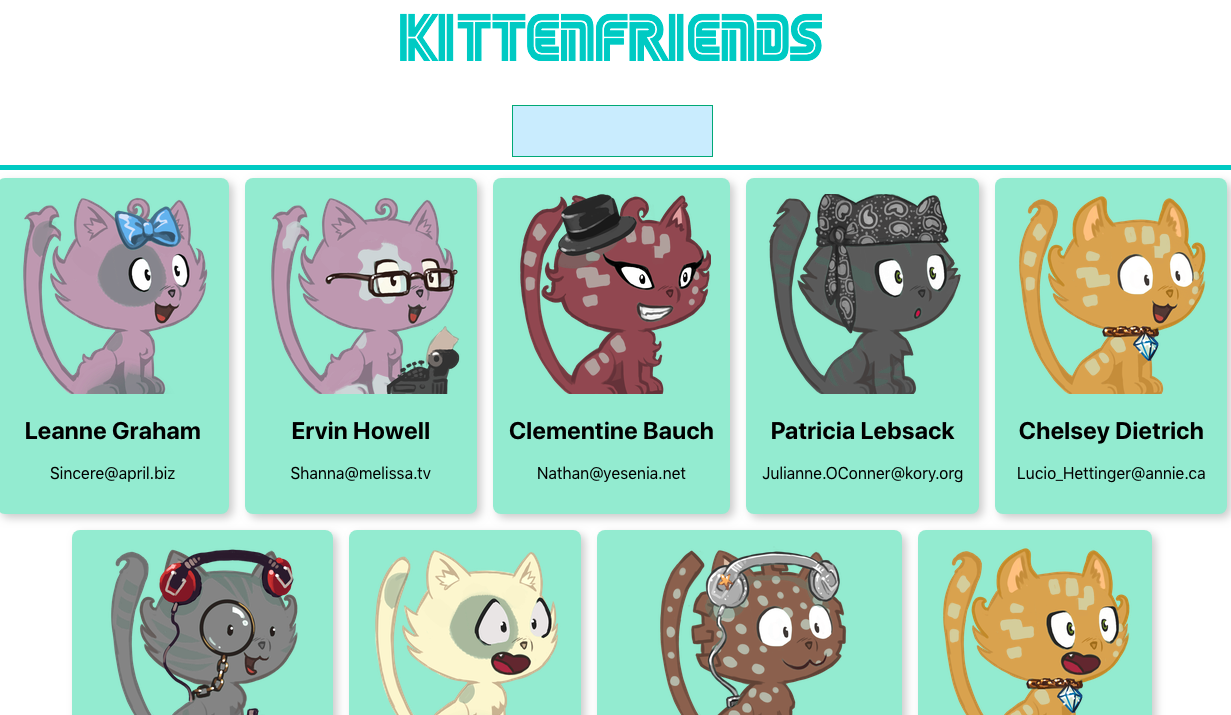 KITTENFRIENDS
Leanne Graham
Sincere@april.biz
Ervin Howell
Shanna@melissa.tv
Clementine Bauch
Nathan@yesenia.net
Patricia Lebsack
Julianne.OConner@kory.org
Chelsey Dietrich
Lucio_Hettinger@annie.ca